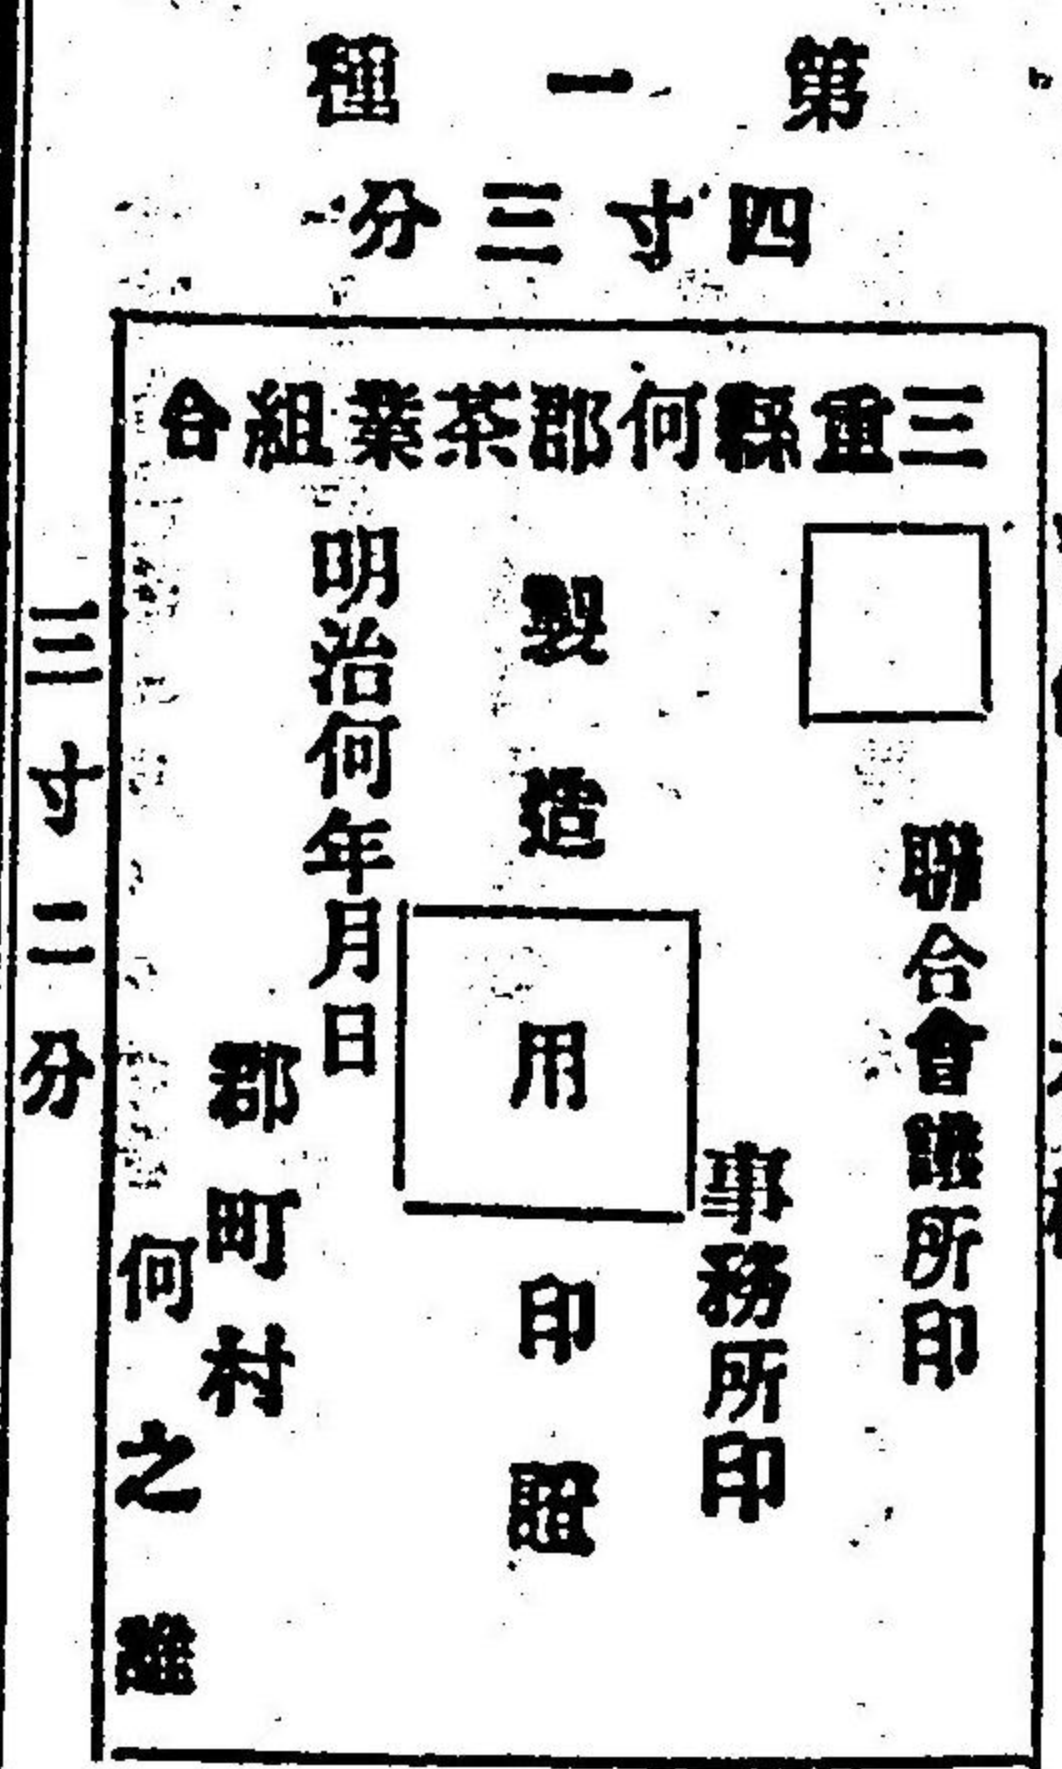 第一種
四寸三分
三重縣何郡茶業組合
聯合會議所印
事務所印
製造用印證
明治何年月日
郡町村
何之誰
三寸二分